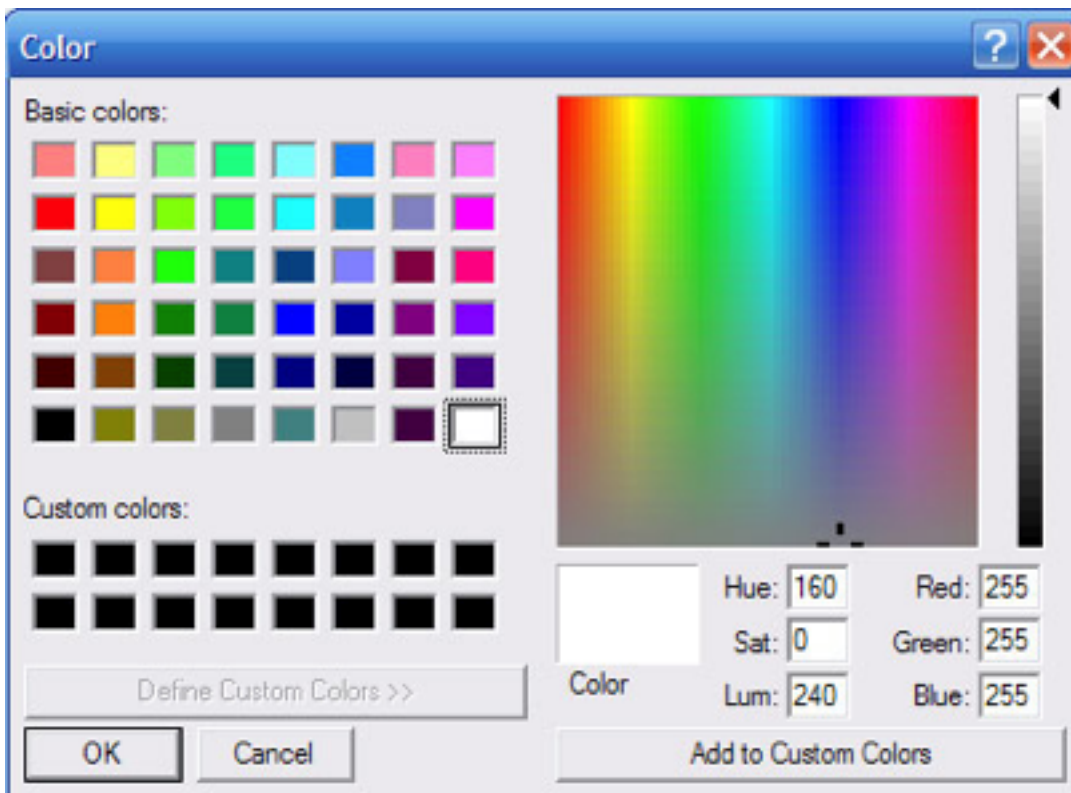 Color
Basic colors:
Custom colors:
Define Custom Colors >>
OK Cancel
Color
Hue: 160 Red: 255
Sat: 0 Green: 255
Lum: 240 Blue: 255
Add to Custom Colors